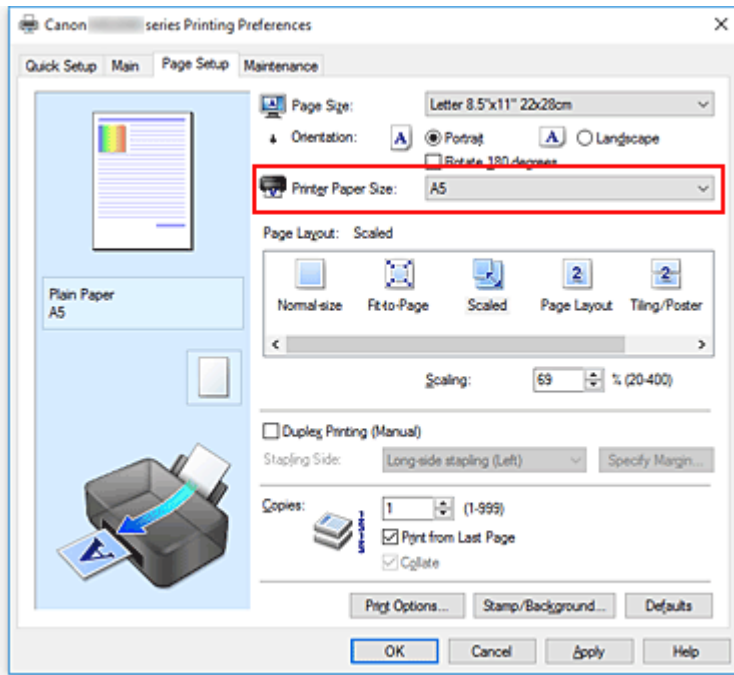 Canon series Printing Preferences
Quick Setup Main Page Setup Maintenance
Page Size: Letter 8.5"x11" 22x28cm
Orientation: A Portrait A Landscape
Rotate 180 degrees
Printer Paper Size: A5
Page Layout: Scaled
Normal-size Fit-to-Page Scaled Page Layout Tiling/Poster
Plain Paper
A5
Scaling: 69 % (20-400)
Duplex Printing (Manual)
Stapling Side: Long-side stapling (Left) Specify Margin...
Copies: 1 (1-999)
Print from Last Page
Collate
Print Options... Stamp/Background... Defaults
OK Cancel Apply Help